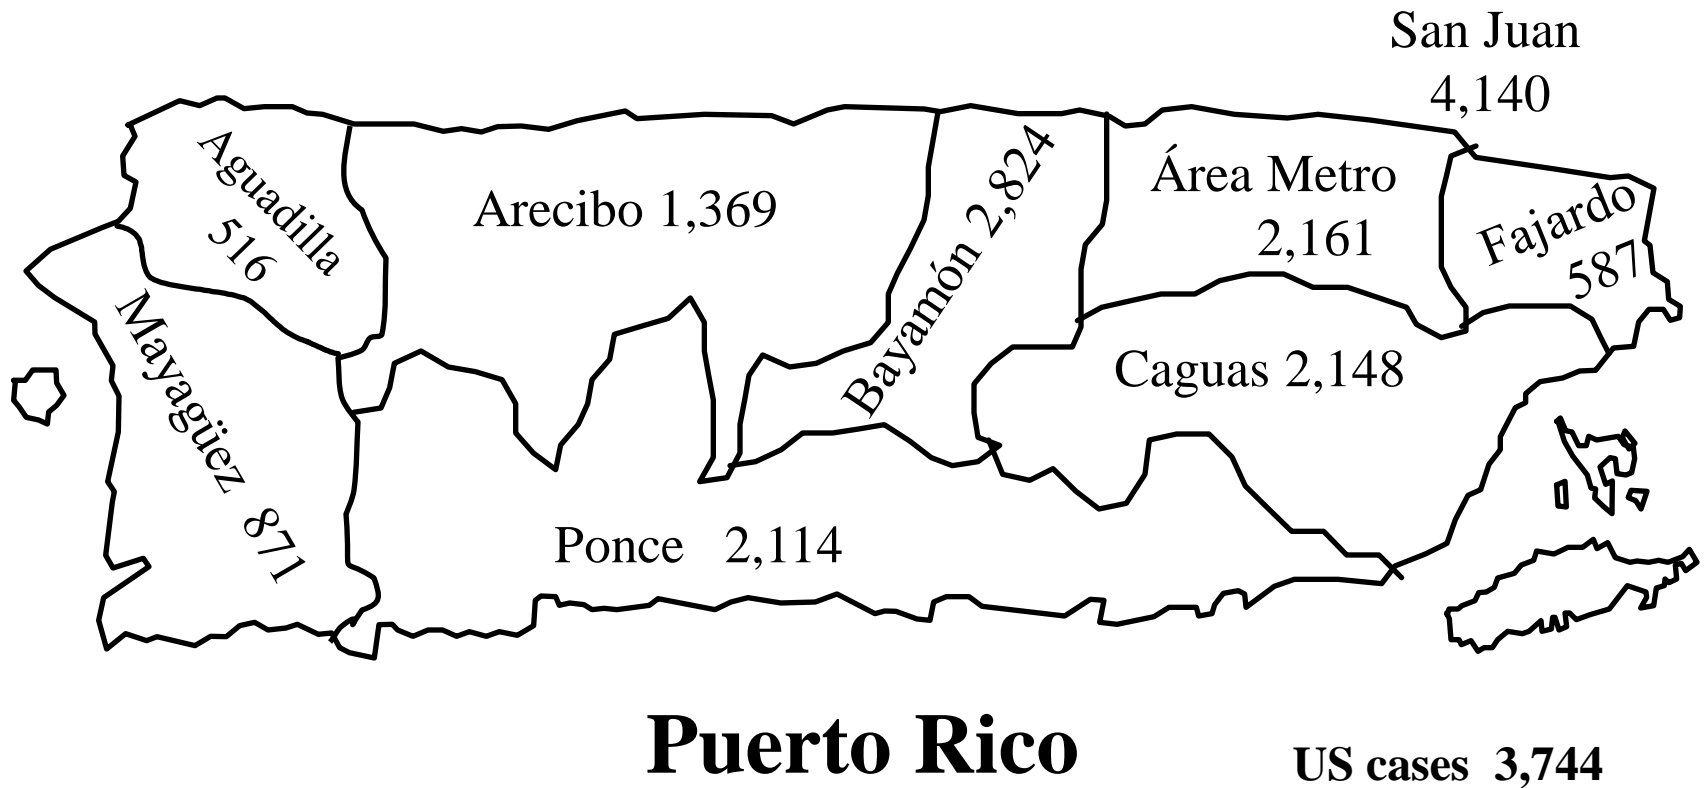 San Juan
4,140
Aguadilla
516
Arecibo 1,369
Bayamón 2,824
Área Metro
2,161
Fajardo
587
Mayagüez 871
Caguas 2,148
Ponce 2,114
Puerto Rico
US cases 3,744